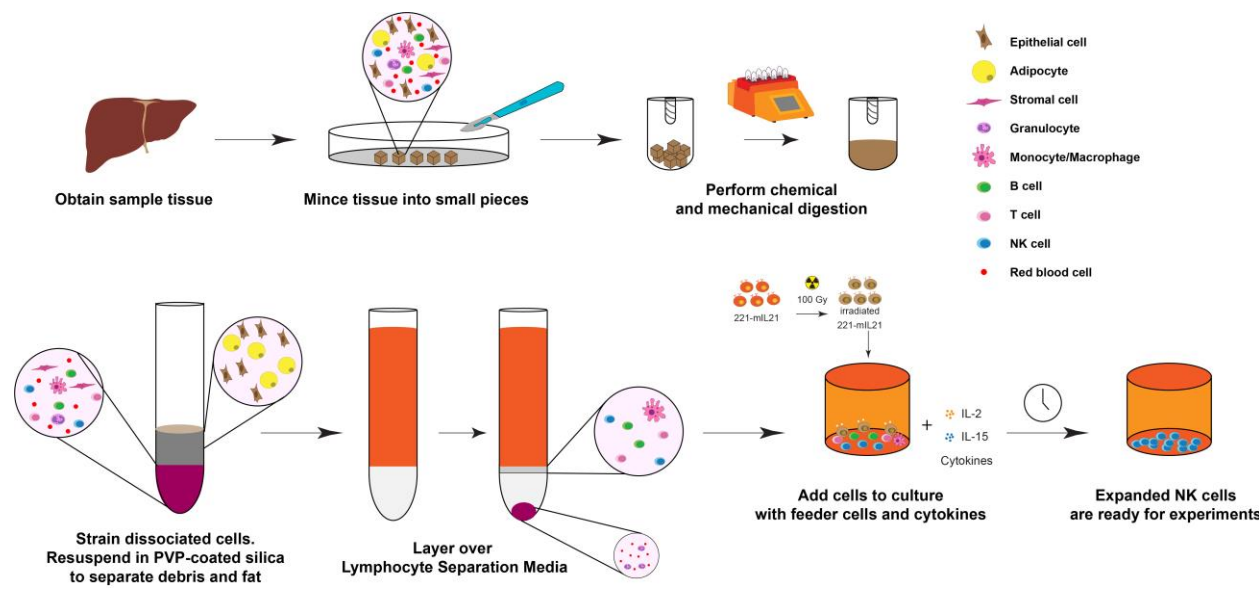 Obtain sample tissue
Mince tissue into small pieces
Perform chemical
and mechanical digestion
Epithelial cell
Adipocyte
Stromal cell
Granulocyte
Monocyte/Macrophage
B cell
T cell
NK cell
Red blood cell
Strain dissociated cells.
Resuspend in PVP-coated silica
to separate debris and fat
Layer over
Lymphocyte Separation Media
221-mIL21
100 Gy
irradiated
221-mIL21
+
IL-2
IL-15
Cytokines
Add cells to culture
with feeder cells and cytokines
Expanded NK cells
are ready for experiments